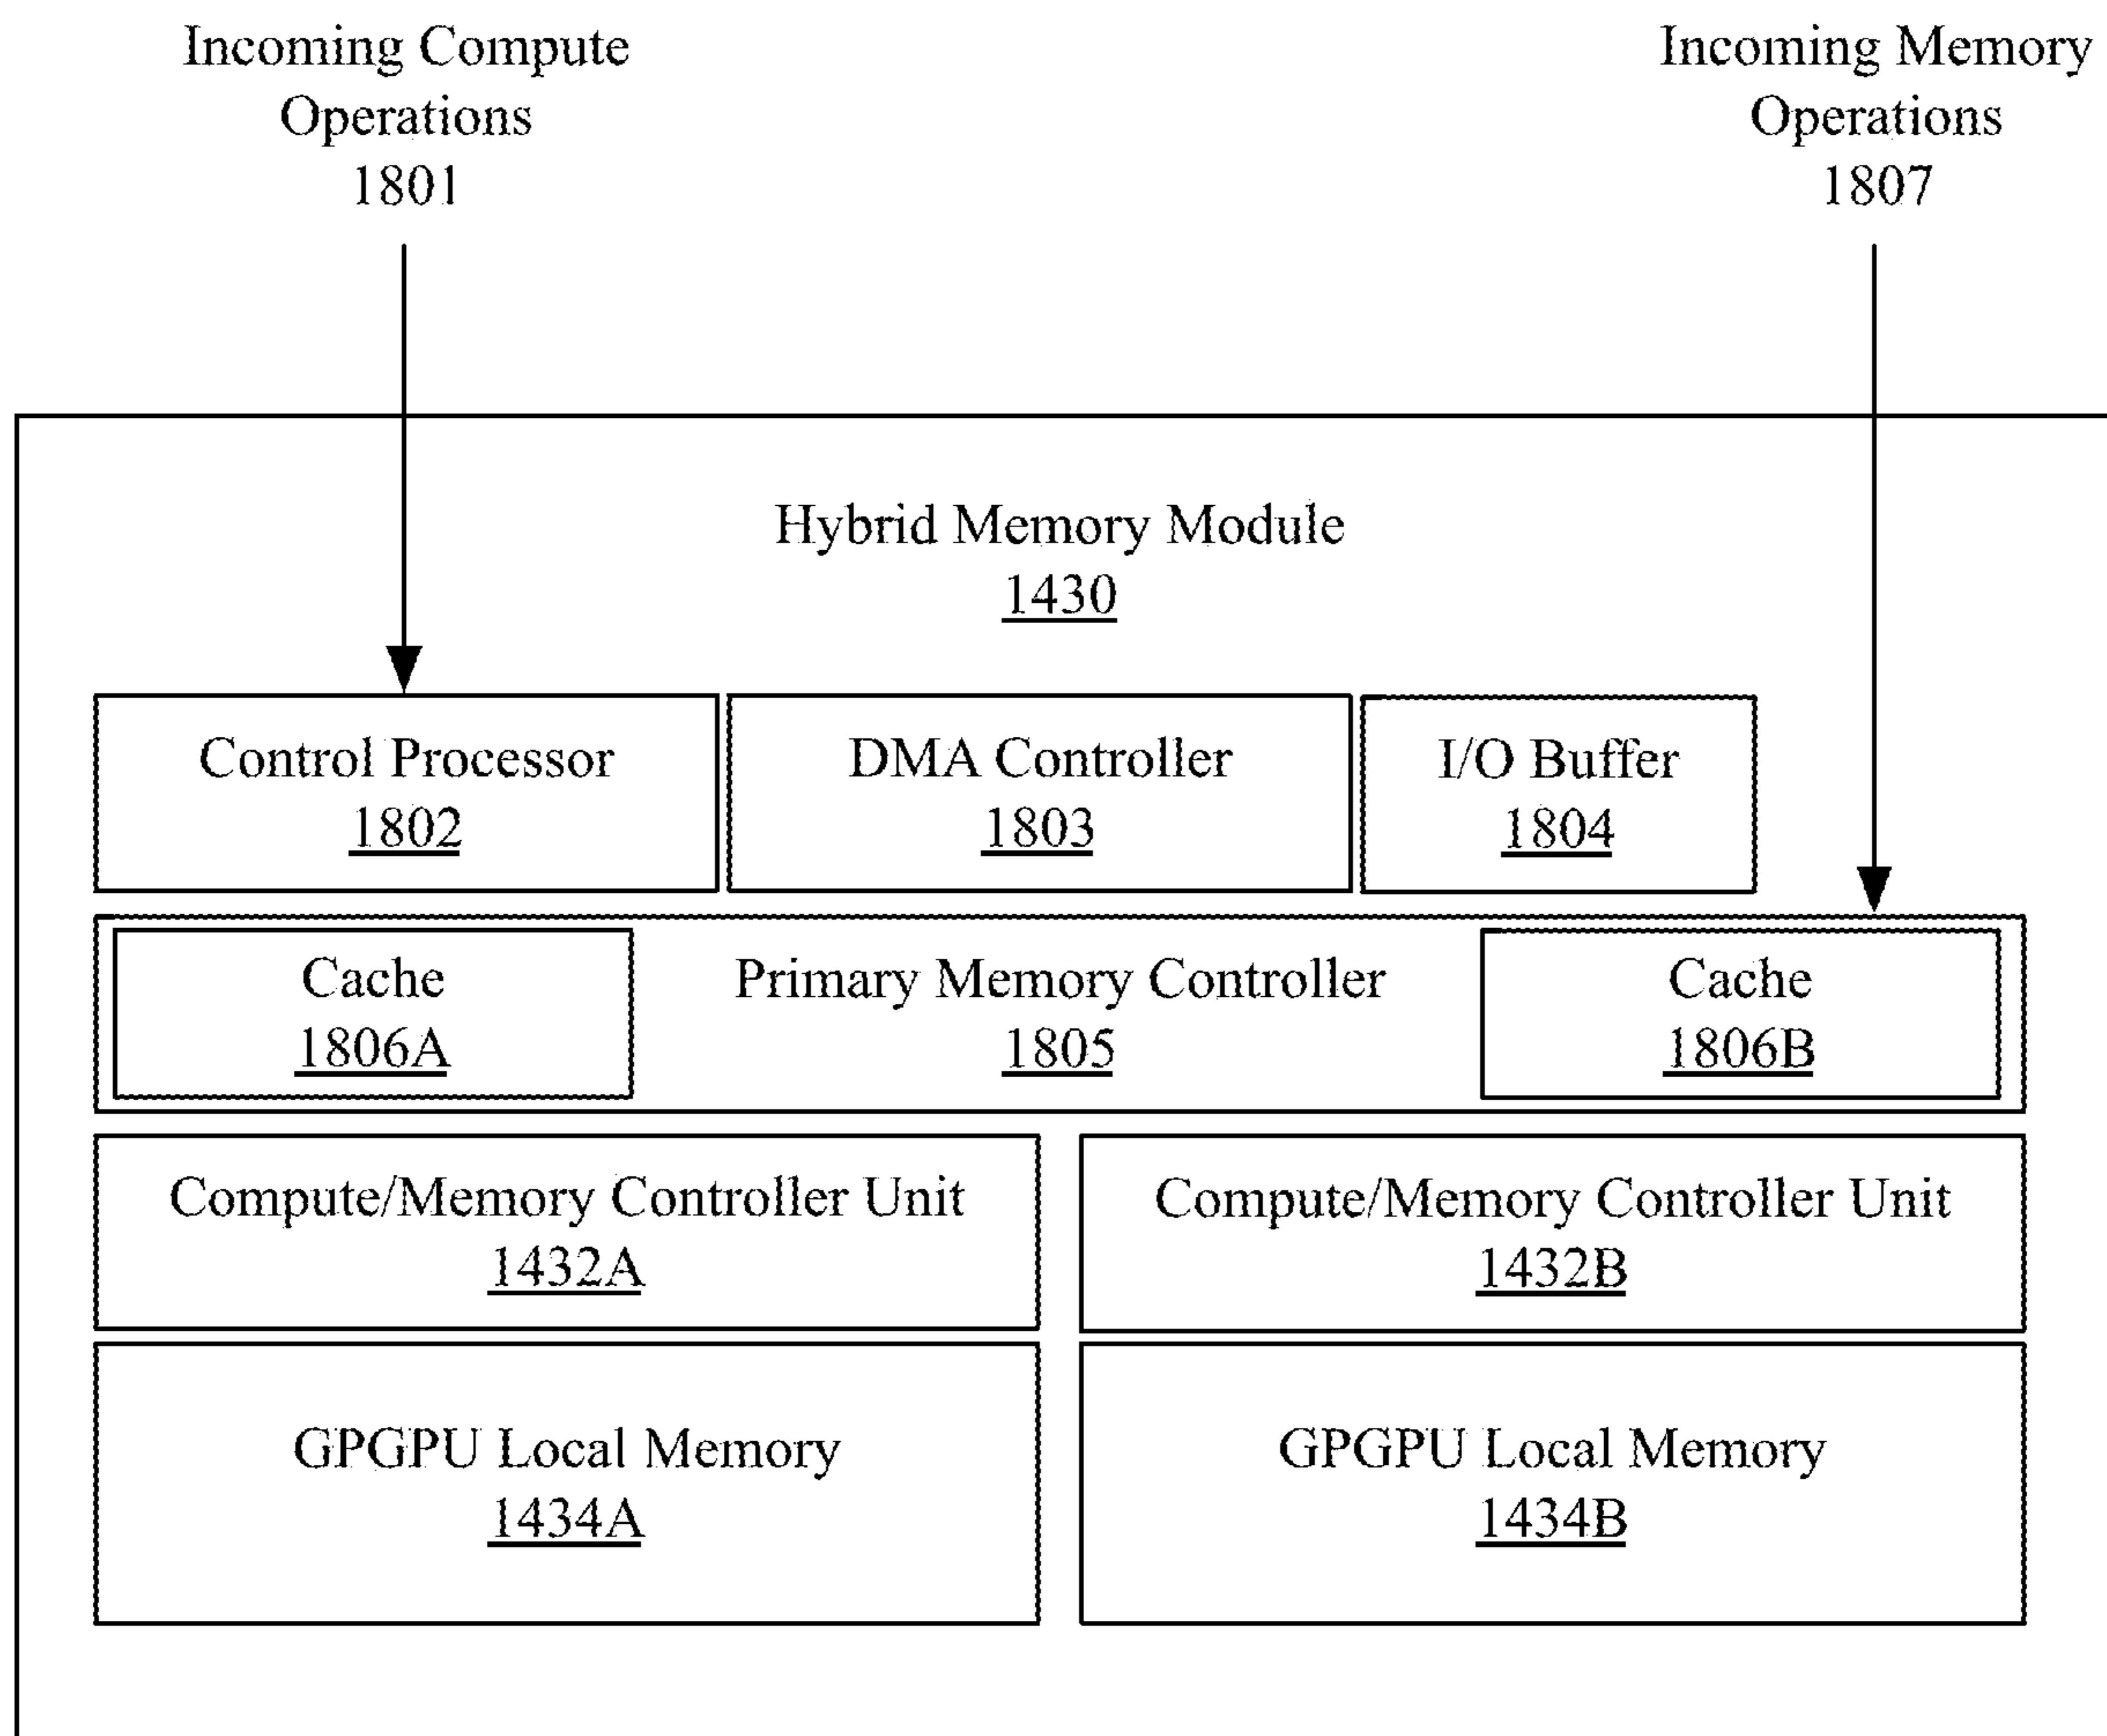 Incoming Compute
Operations
1801
Incoming Memory
Operations
1807
Hybrid Memory Module
1430
Control Processor
1802
DMA Controller
1803
I/O Buffer
1804
Cache
1806A
Primary Memory Controller
1805
Cache
1806B
Compute/Memory Controller Unit
1432A
Compute/Memory Controller Unit
1432B
GPGPU Local Memory
1434A
GPGPU Local Memory
1434B